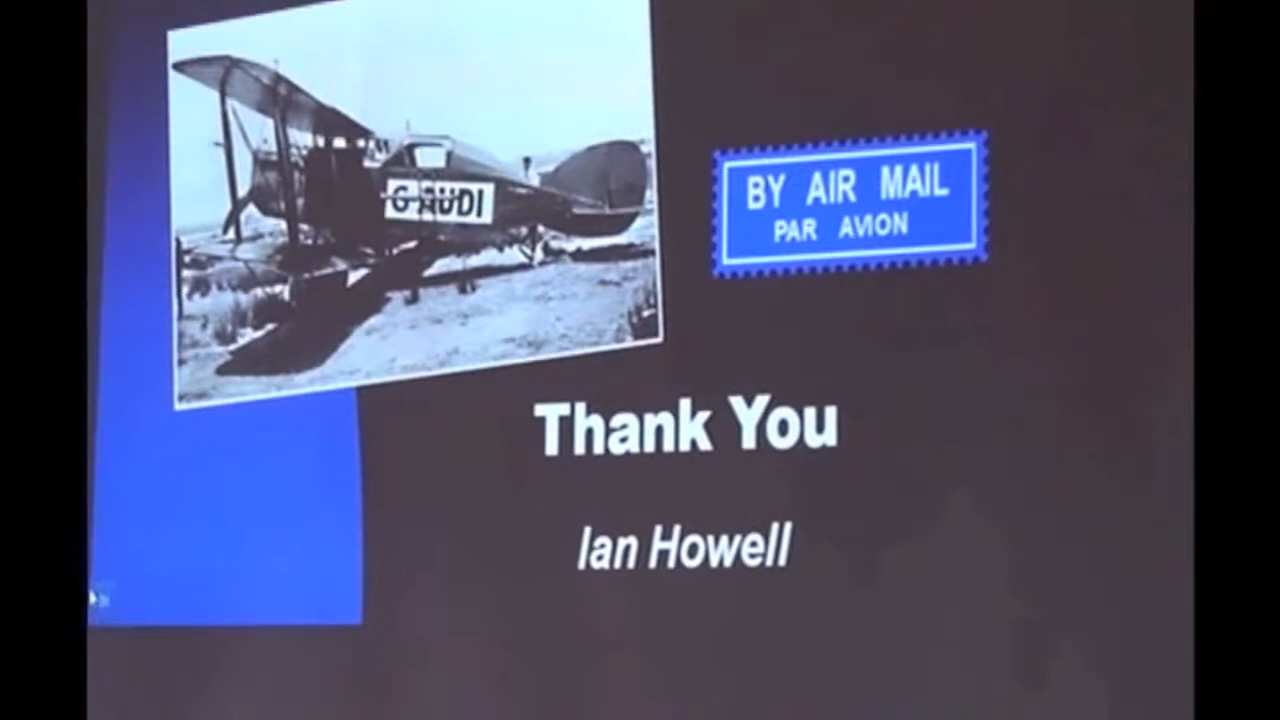 G-AUDI
BY AIR MAIL
PAR AVION
Thank You
Ian Howell